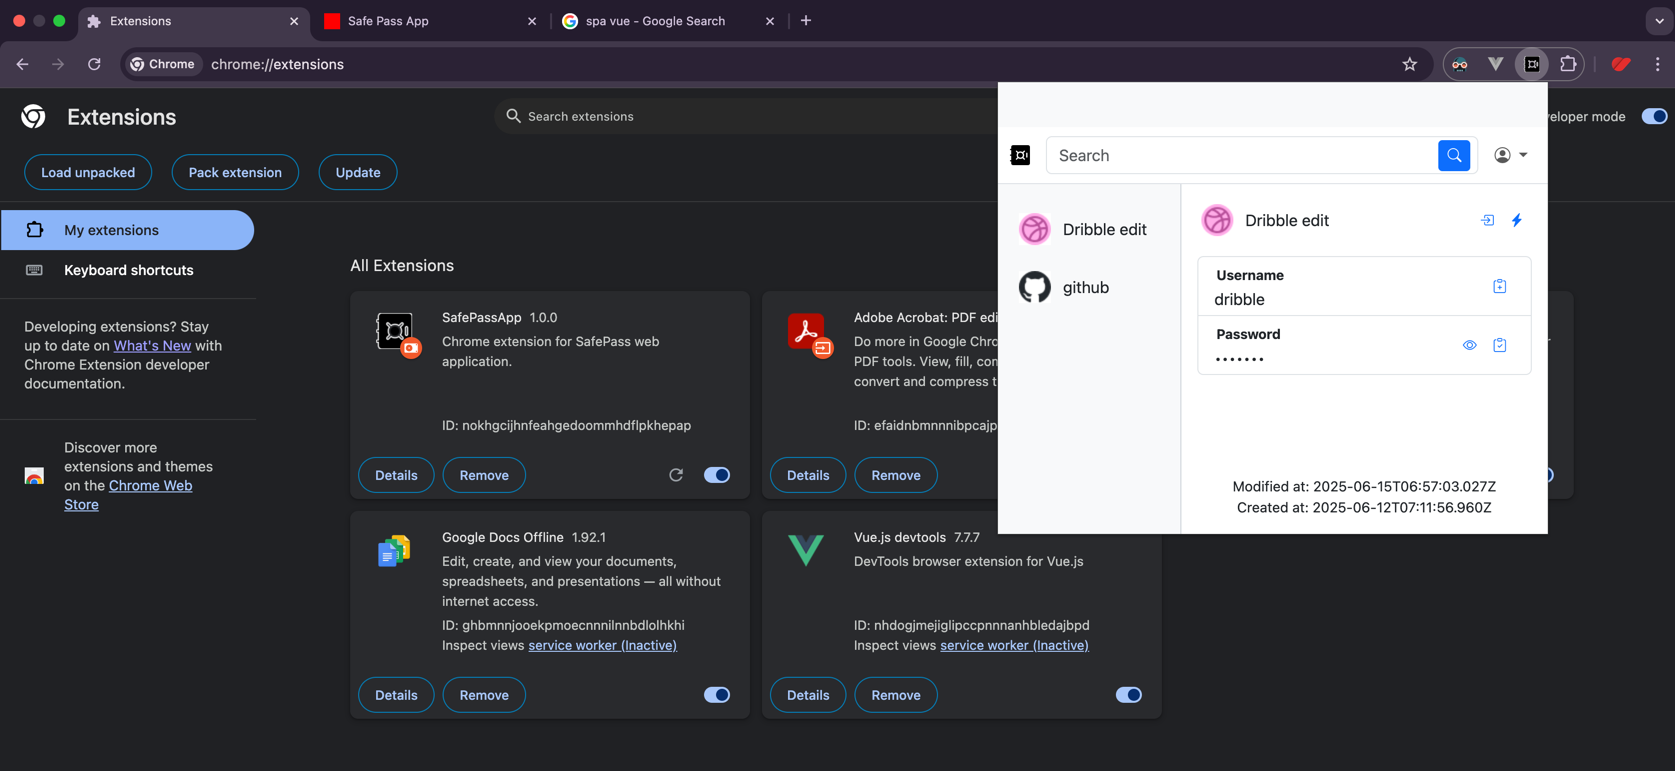 Extensions
Safe Pass App
spa vue - Google Search
Chrome
chrome://extensions
Extensions
Search extensions
veloper mode
Load unpacked
Pack extension
Update
My extensions
Keyboard shortcuts
Developing extensions? Stay
up to date on What's New with
Chrome Extension developer
documentation.
Discover more
extensions and themes
on the Chrome Web
Store
All Extensions
SafePassApp 1.0.0
Chrome extension for SafePass web
application.
ID: nokhgcijhnfeahgedoommhdflpkhepap
Details
Remove
Adobe Acrobat: PDF edi
Do more in Google Chro
PDF tools. View, fill, con
convert and compress t
ID: efaidnbmnnnibpcajp
Details
Remove
Google Docs Offline 1.92.1
Edit, create, and view your documents,
spreadsheets, and presentations — all without
internet access.
ID: ghbmnnjooekpmoecnnnilnnbdlolhkhi
Inspect views service worker (Inactive)
Details
Remove
Vue.js devtools 7.7.7
DevTools browser extension for Vue.js
ID: nhdogjmejiglipccpnnnanhbledajbpd
Inspect views service worker (Inactive)
Details
Remove
Search
Dribble edit
github
Dribble edit
Username
dribble
Password
•••••••
Modified at: 2025-06-15T06:57:03.027Z
Created at: 2025-06-12T07:11:56.960Z